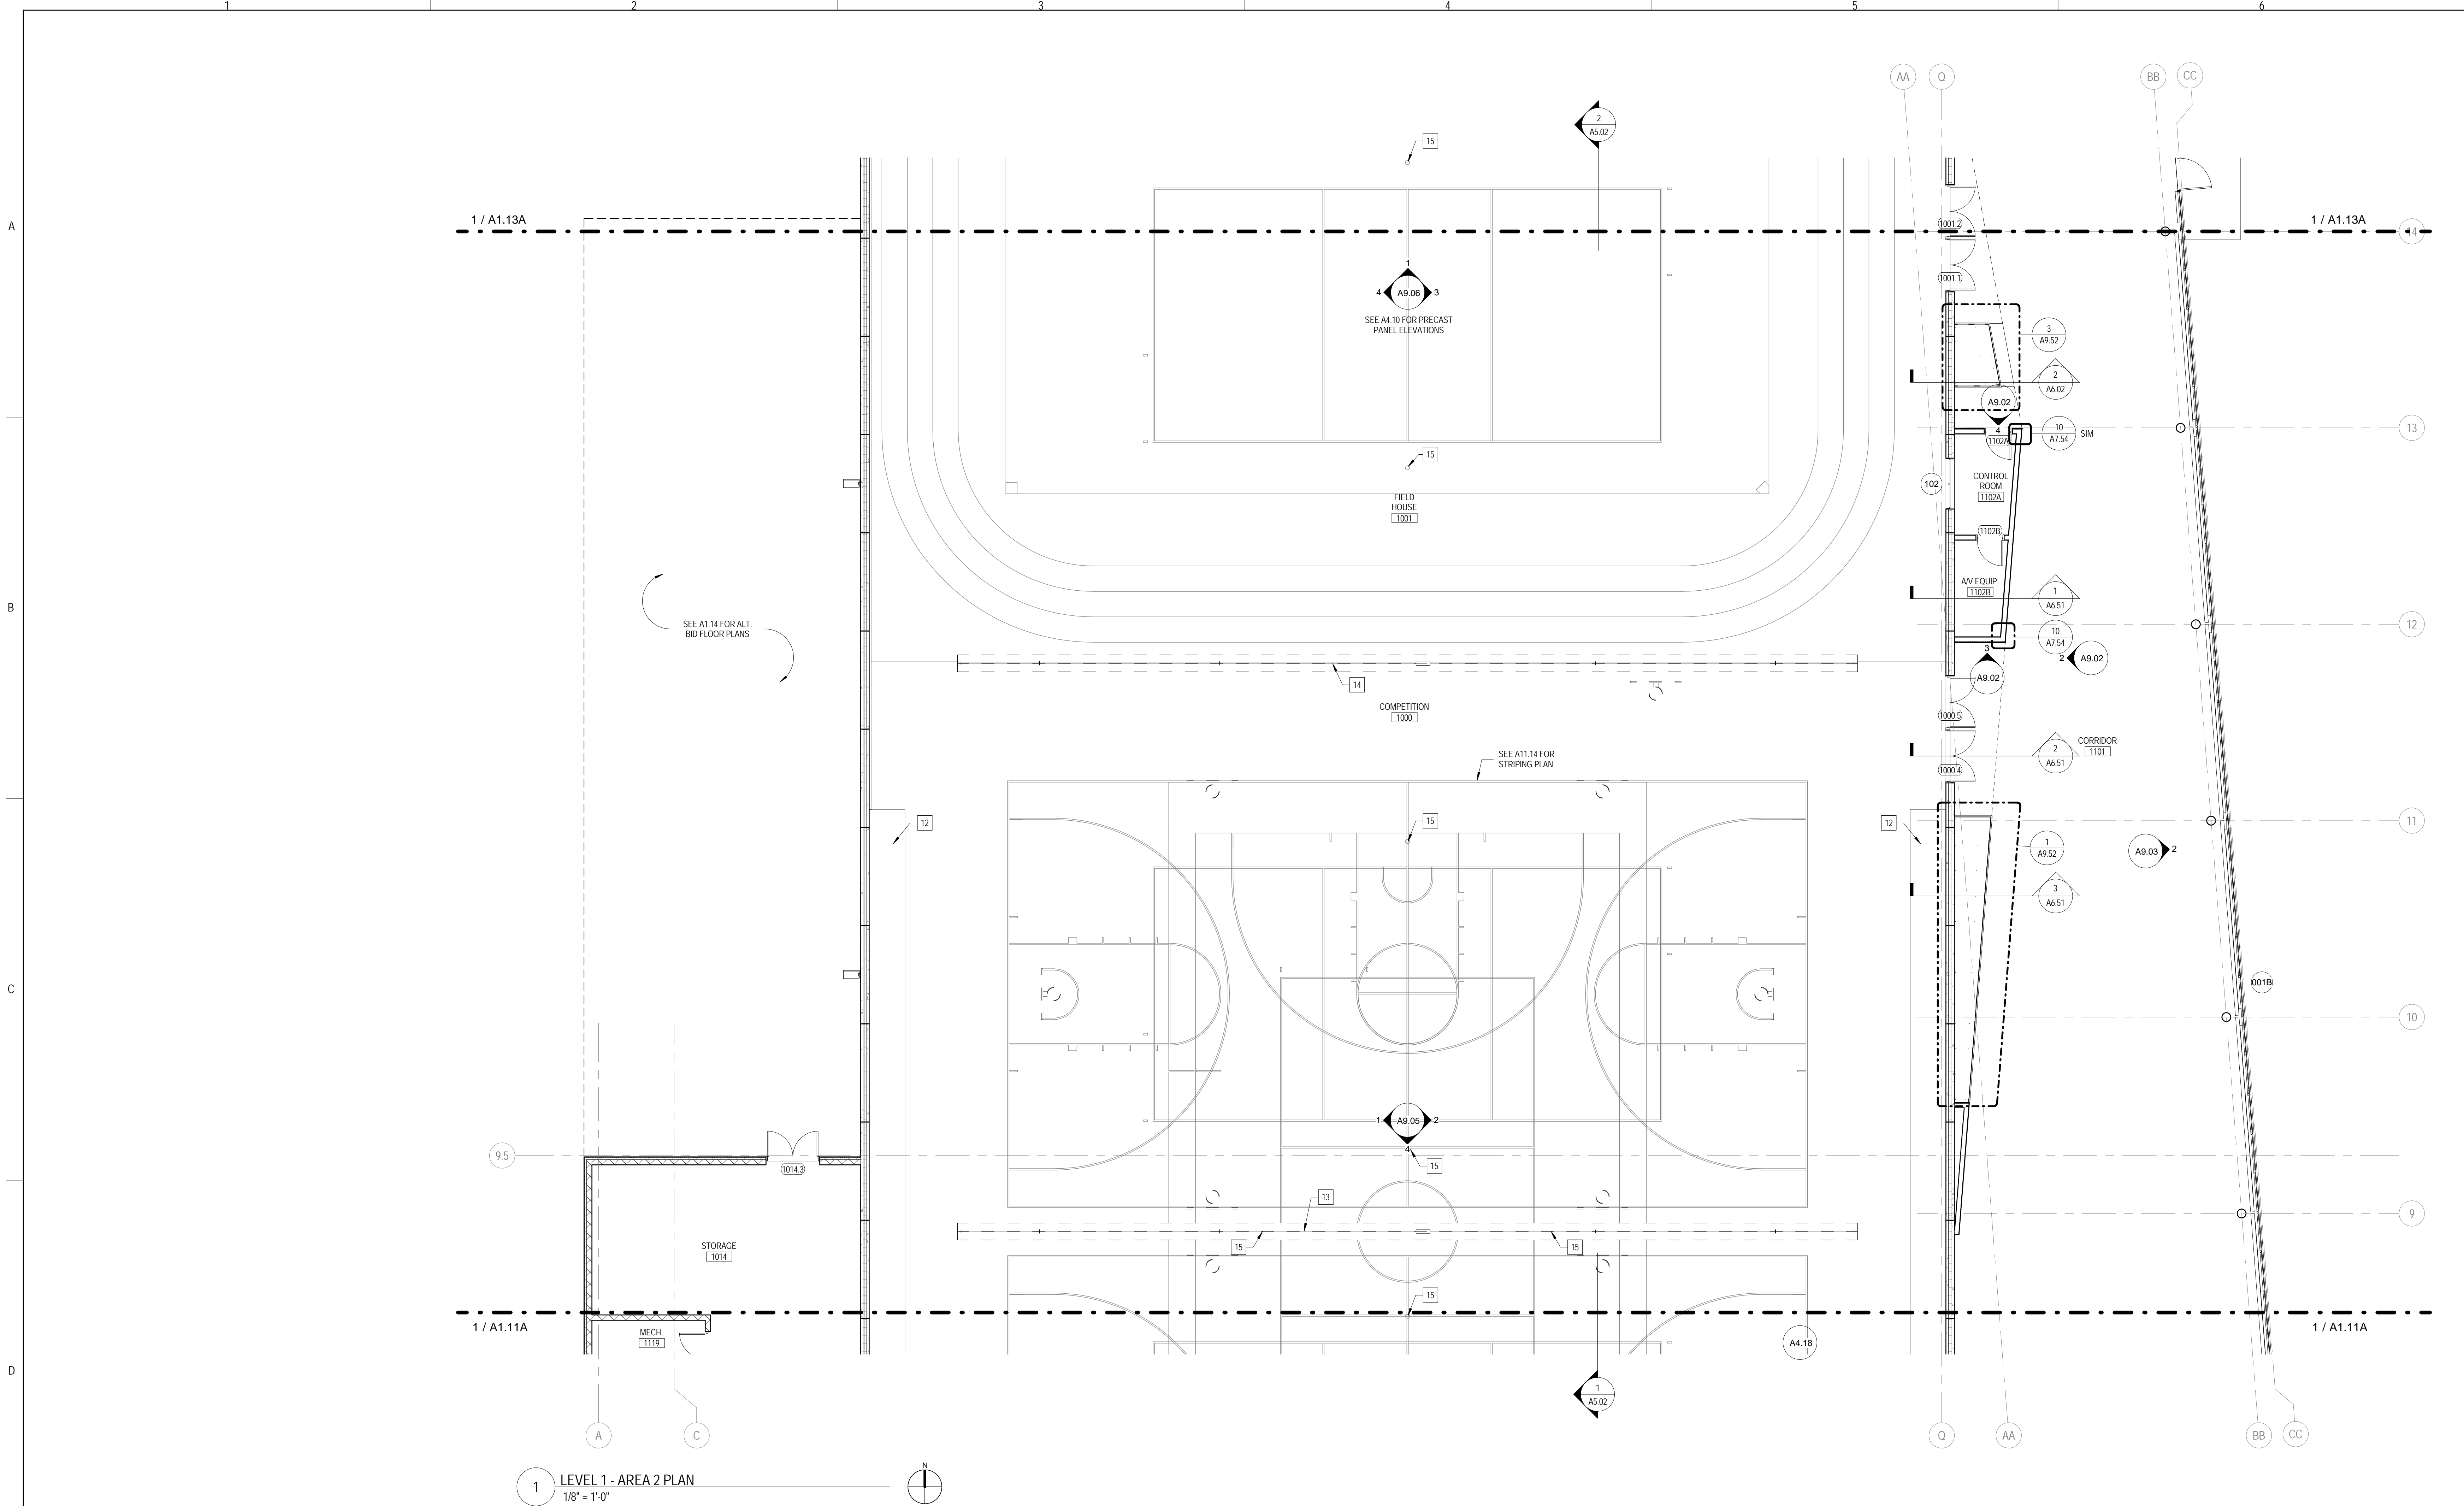 1
2
3
4
5
6
AA
Q
BB
CC
2
A5.02
15
1 / A1.13A
1 / A1.13A
A
1001.2
14
1001.1
1
4
A9.06
3
SEE A4.10 FOR PRECAST
PANEL ELEVATIONS
3
A9.52
2
A6.02
A9.02
4
1102A
10
A7.54
SIM
13
15
CONTROL
ROOM
1102A
102
FIELD
HOUSE
1001
1102B
A/V EQUIP.
1102B
1
A6.51
B
SEE A1.14 FOR ALT.
BID FLOOR PLANS
12
10
A7.54
3
2
A9.02
A9.02
14
COMPETITION
1000
1000.5
CORRIDOR
1101
2
A6.51
SEE A11.14 FOR
STRIPING PLAN
1000.4
12
15
12
11
1
A9.52
A9.03
2
3
A6.51
C
001B
10
1
A9.05
2
4
9.5
1014.3
15
13
9
STORAGE
1014
15
15
15
1 / A1.11A
1 / A1.11A
MECH.
1119
A4.18
D
1
A5.02
A
C
Q
AA
BB
CC
1
LEVEL 1 - AREA 2 PLAN
1/8" = 1'-0"
N